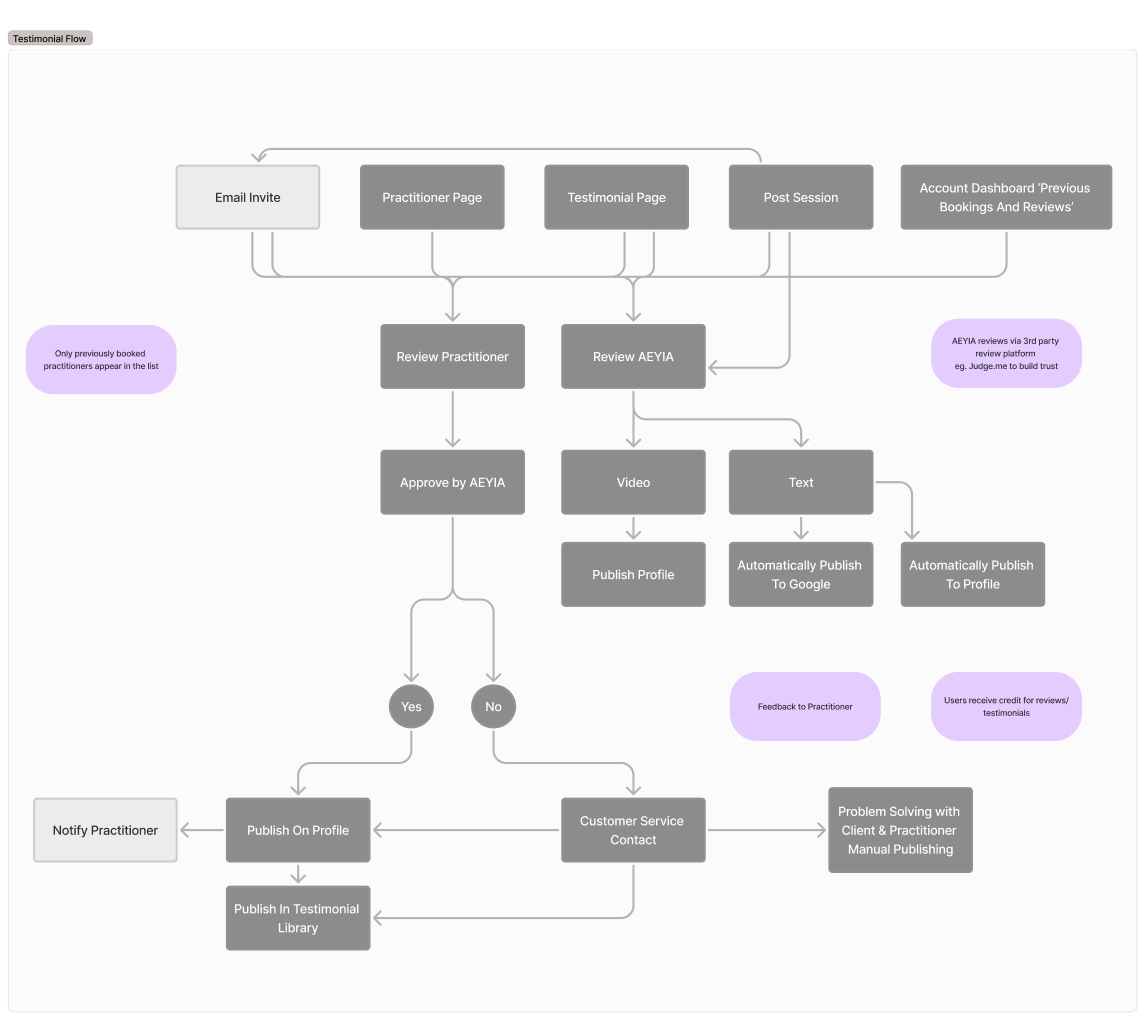 Testimonial Flow
Email Invite
Practitioner Page
Testimonial Page
Post Session
Account Dashboard 'Previous
Bookings And Reviews'
Only previously booked
practitioners appear in the list
Review Practitioner
Review AEYIA
AEYIA reviews via 3rd party
review platform
eg. Judge.me to build trust
Approve by AEYIA
Video
Text
Publish Profile
Automatically Publish
To Google
Automatically Publish
To Profile
Yes
No
Feedback to Practitioner
Users receive credit for reviews/
testimonials
Notify Practitioner
Publish On Profile
Customer Service
Contact
Problem Solving with
Client & Practitioner
Manual Publishing
Publish In Testimonial
Library